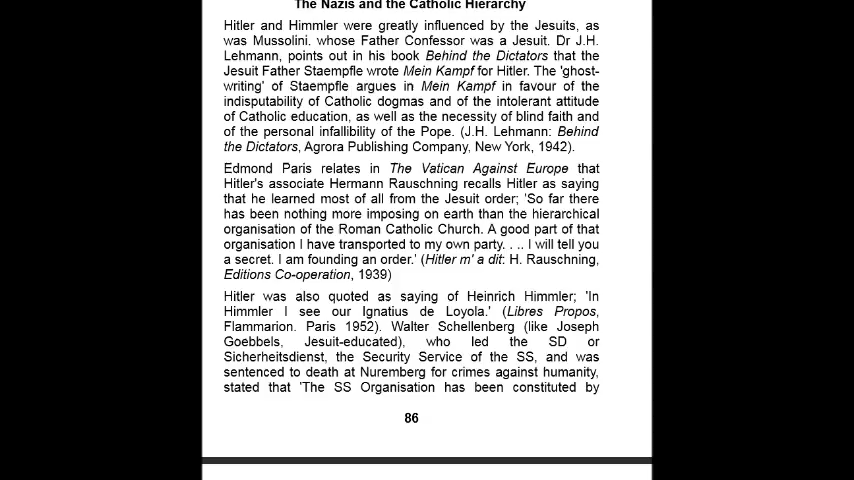 The Nazis and the Catholic Hierarchy
Hitler and Himmler were greatly influenced by the Jesuits, as
was Mussolini. whose Father Confessor was a Jesuit. Dr J.H.
Lehmann, points out in his book Behind the Dictators that the
Jesuit Father Staempfle wrote Mein Kampf for Hitler. The 'ghost-
writing' of Staempfle argues in Mein Kampf in favour of the
indisputability of Catholic dogmas and of the intolerant attitude
of Catholic education, as well as the necessity of blind faith and
of the personal infallibility of the Pope. (J.H. Lehmann: Behind
the Dictators, Agrora Publishing Company, New York, 1942).
Edmond Paris relates in The Vatican Against Europe that
Hitler's associate Hermann Rauschning recalls Hitler as saying
that he learned most of all from the Jesuit order; 'So far there
has been nothing more imposing on earth than the hierarchical
organisation of the Roman Catholic Church. A good part of that
organisation I have transported to my own party. . .. I will tell you
a secret. I am founding an order.' (Hitler m' a dit: H. Rauschning,
Editions Co-operation, 1939)
Hitler was also quoted as saying of Heinrich Himmler; 'In
Himmler I see our Ignatius de Loyola.' (Libres Propos,
Flammarion. Paris 1952). Walter Schellenberg (like Joseph
Goebbels, Jesuit-educated), who led the SD or
Sicherheitsdienst, the Security Service of the SS, and was
sentenced to death at Nuremberg for crimes against humanity,
stated that 'The SS Organisation has been constituted by
86